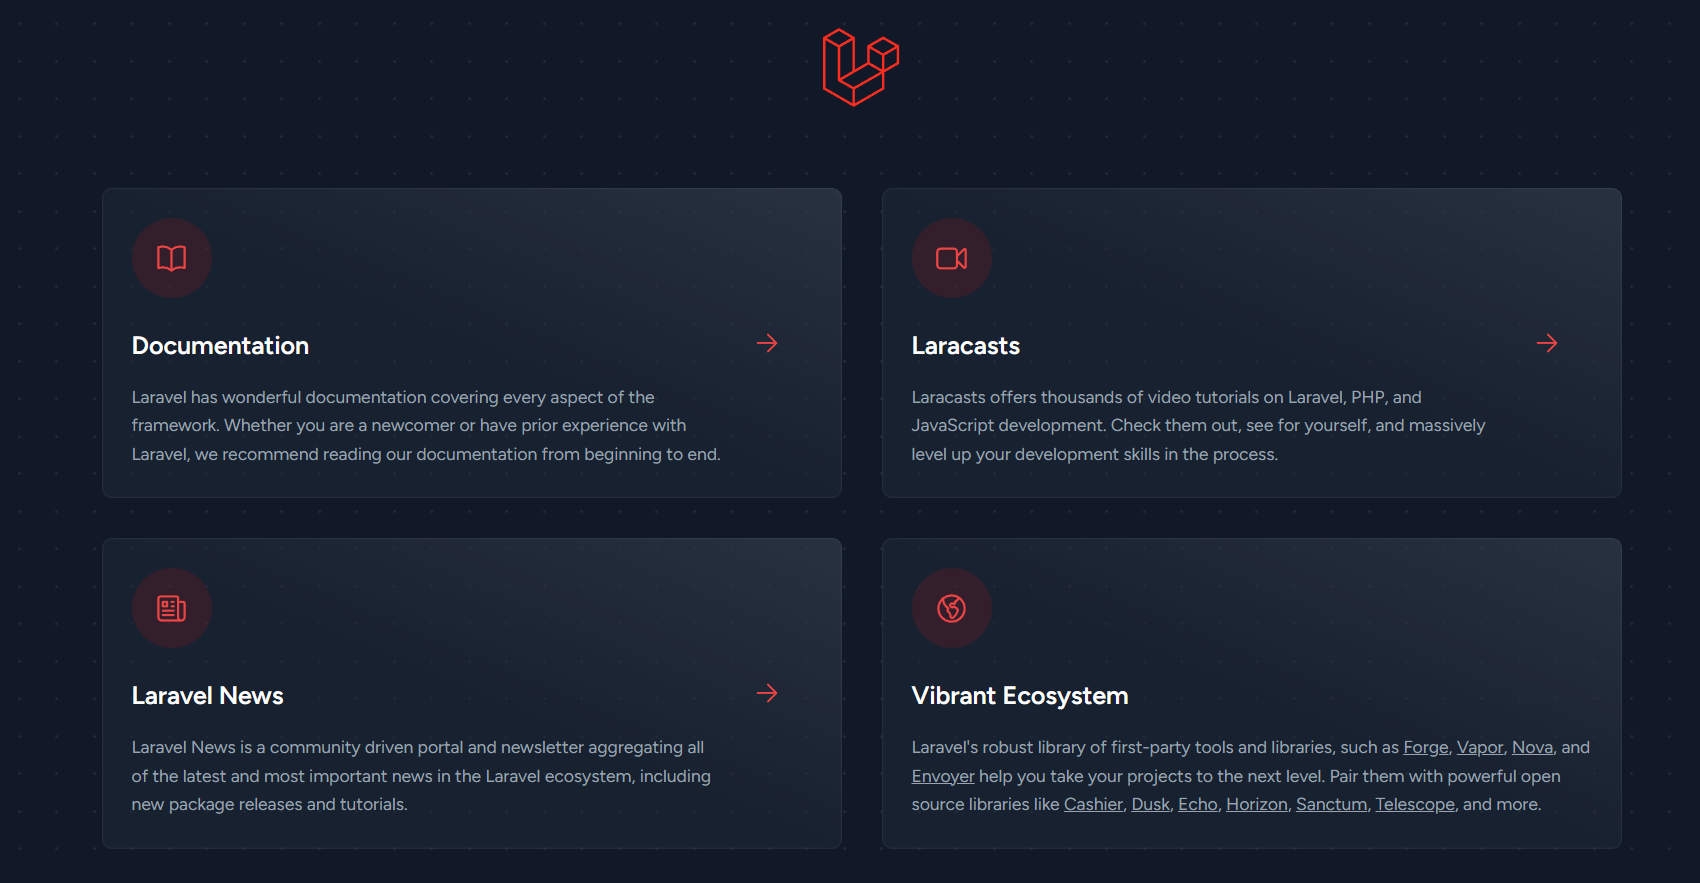 Documentation
Laravel has wonderful documentation covering every aspect of the
framework. Whether you are a newcomer or have prior experience with
Laravel, we recommend reading our documentation from beginning to end.
Laracasts
Laracasts offers thousands of video tutorials on Laravel, PHP, and
JavaScript development. Check them out, see for yourself, and massively
level up your development skills in the process.
Laravel News
Laravel News is a community driven portal and newsletter aggregating all
of the latest and most important news in the Laravel ecosystem, including
new package releases and tutorials.
Vibrant Ecosystem
Laravel's robust library of first-party tools and libraries, such as Forge, Vapor, Nova, and
Envoyer help you take your projects to the next level. Pair them with powerful open
source libraries like Cashier, Dusk, Echo, Horizon, Sanctum, Telescope, and more.